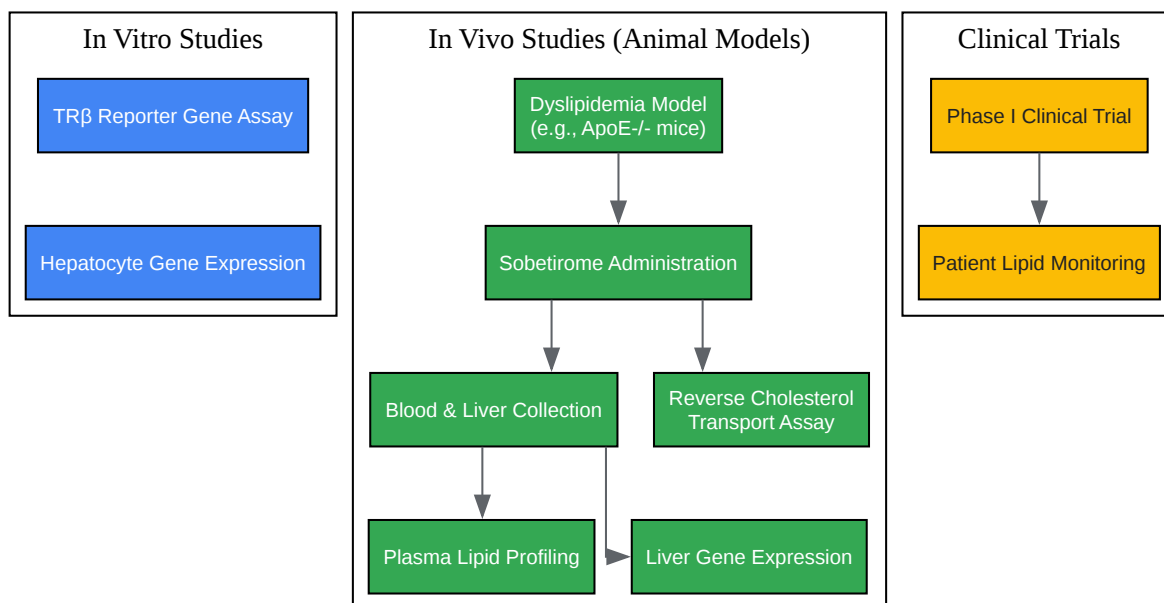 In Vitro Studies
TRβ Reporter Gene Assay
Hepatocyte Gene Expression
In Vivo Studies (Animal Models)
Dyslipidemia Model
(e.g., ApoE-/- mice)
Sobetirome Administration
Blood & Liver Collection
Reverse Cholesterol
Transport Assay
Plasma Lipid Profiling
Liver Gene Expression
Clinical Trials
Phase I Clinical Trial
Patient Lipid Monitoring